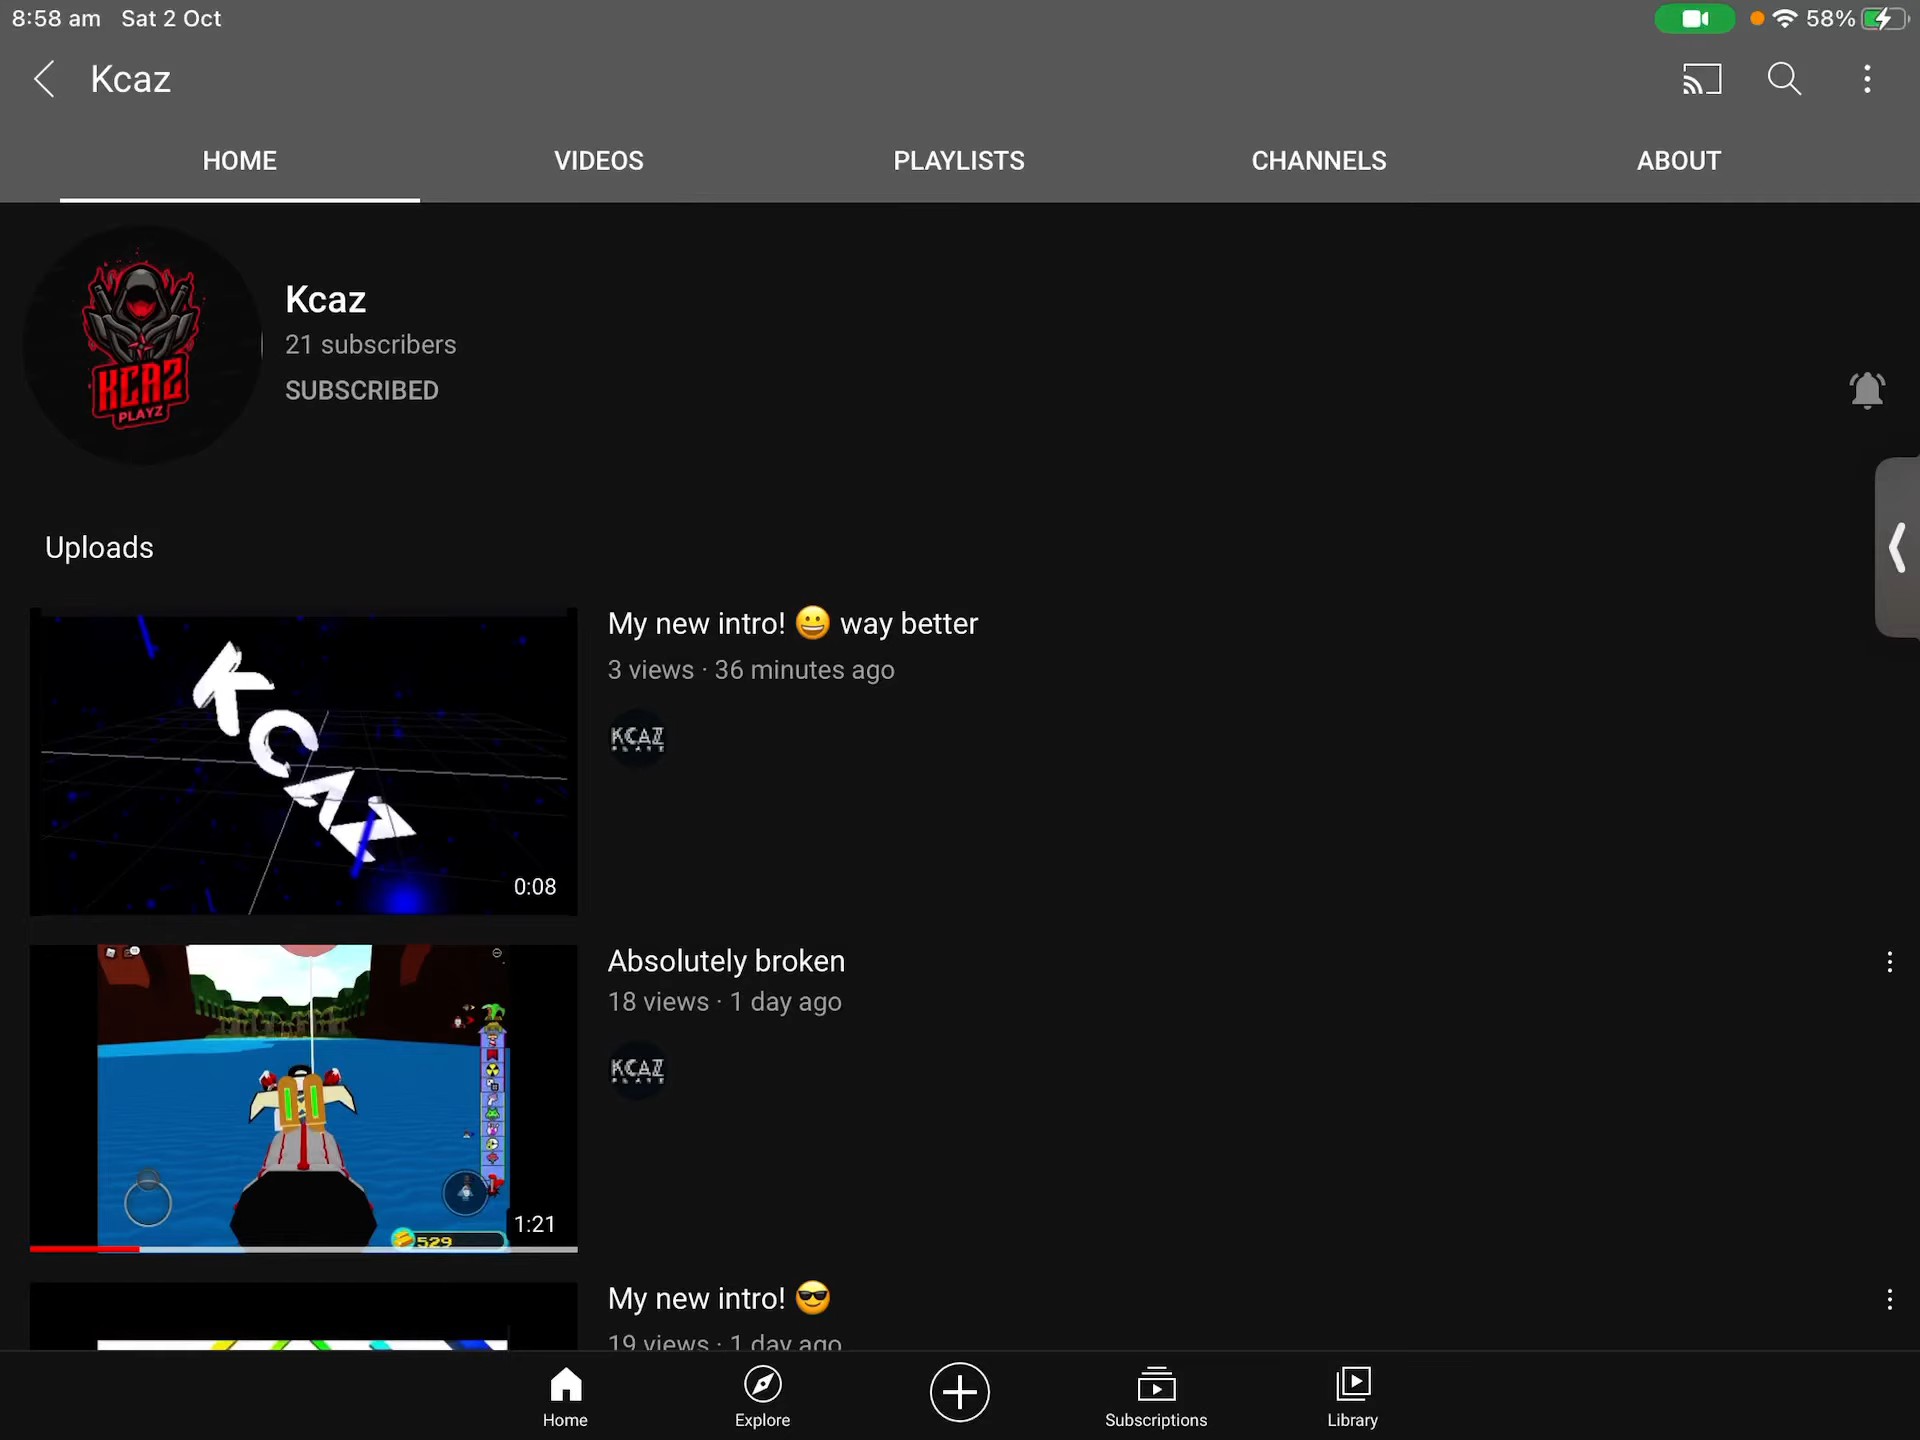 8:58 am Sat 2 Oct 58%
Kcaz
HOME VIDEOS PLAYLISTS CHANNELS ABOUT
KCAZ
PLAYZ
Kcaz
21 subscribers
SUBSCRIBED
Uploads
KCAZ
0:08
My new intro! 😀 way better
3 views · 36 minutes ago
KCAZ
529
1:21
Absolutely broken
18 views · 1 day ago
KCAZ
My new intro! 😎
19 views · 1 day ago
Home Explore Subscriptions Library